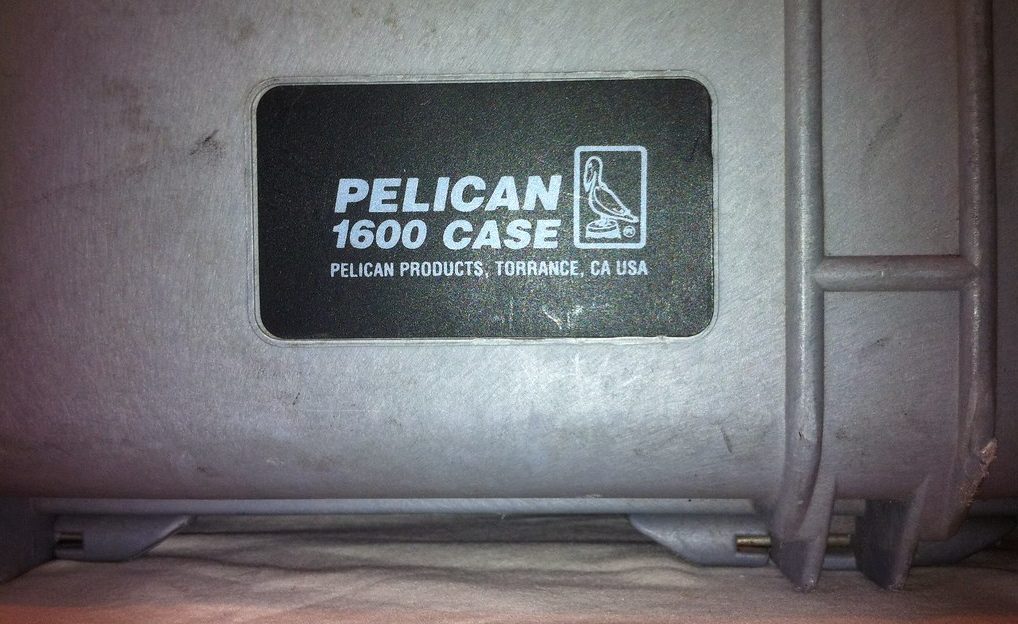 PELICAN
1600 CASE
PELICAN PRODUCTS, TORRANCE, CA USA